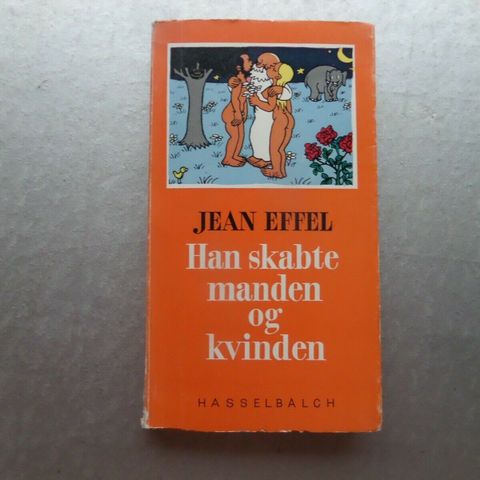 JEAN EFFEL
Han skabte
manden
og
kvinden
HASSELBALCH